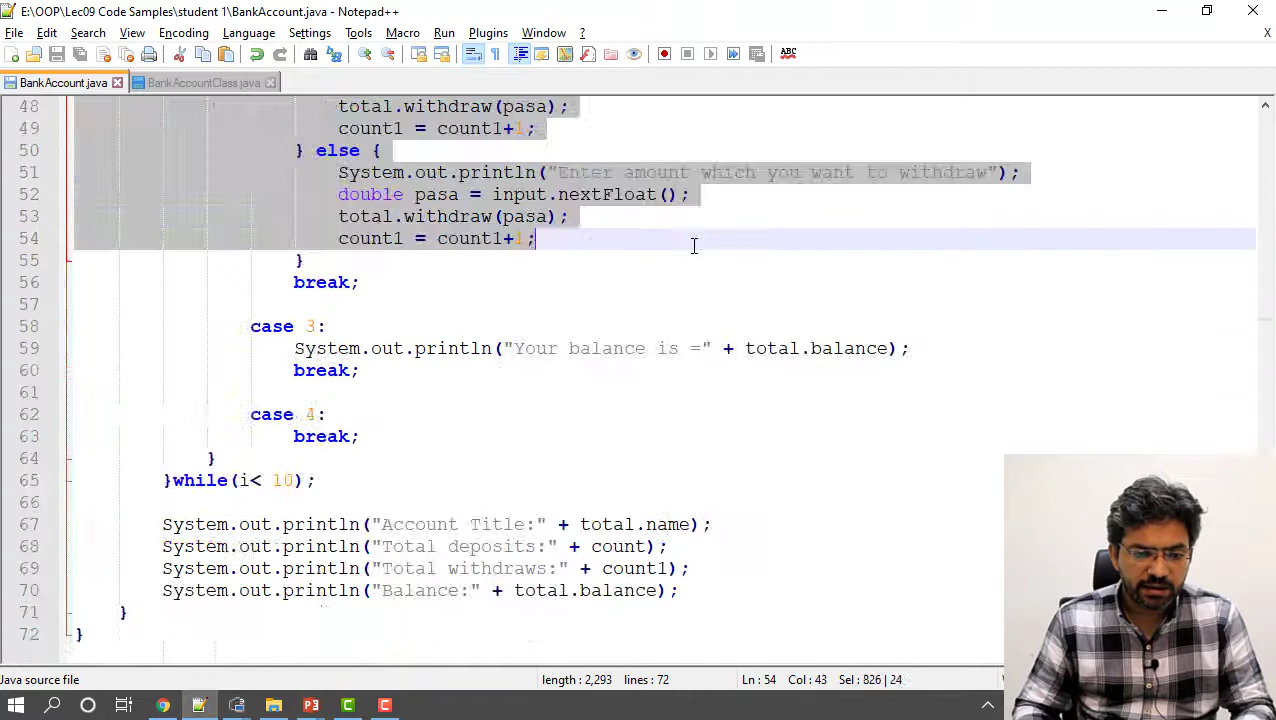 E:\OOP\Lec09 Code Samples\student 1\BankAccount.java - Notepad++
File Edit Search View Encoding Language Settings Tools Macro Run Plugins Window ? X
BankAccount.java BankAccountClass.java
48 total.withdraw(pasa);
49 count1 = count1+1;
50 } else {
51 System.out.println("Enter amount which you want to withdraw");
52 double pasa = input.nextFloat();
53 total.withdraw(pasa);
54 count1 = count1+1;
55 }
56 break;
57
58 case 3:
59 System.out.println("Your balance is =" + total.balance);
60 break;
61
62 case 4:
63 break;
64 }
65 }while(i< 10);
66
67 System.out.println("Account Title:" + total.name);
68 System.out.println("Total deposits:" + count);
69 System.out.println("Total withdraws:" + count1);
70 System.out.println("Balance:" + total.balance);
71 }
72 }
Java source file length : 2,293 lines : 72 Ln : 54 Col : 43 Sel : 826 | 24